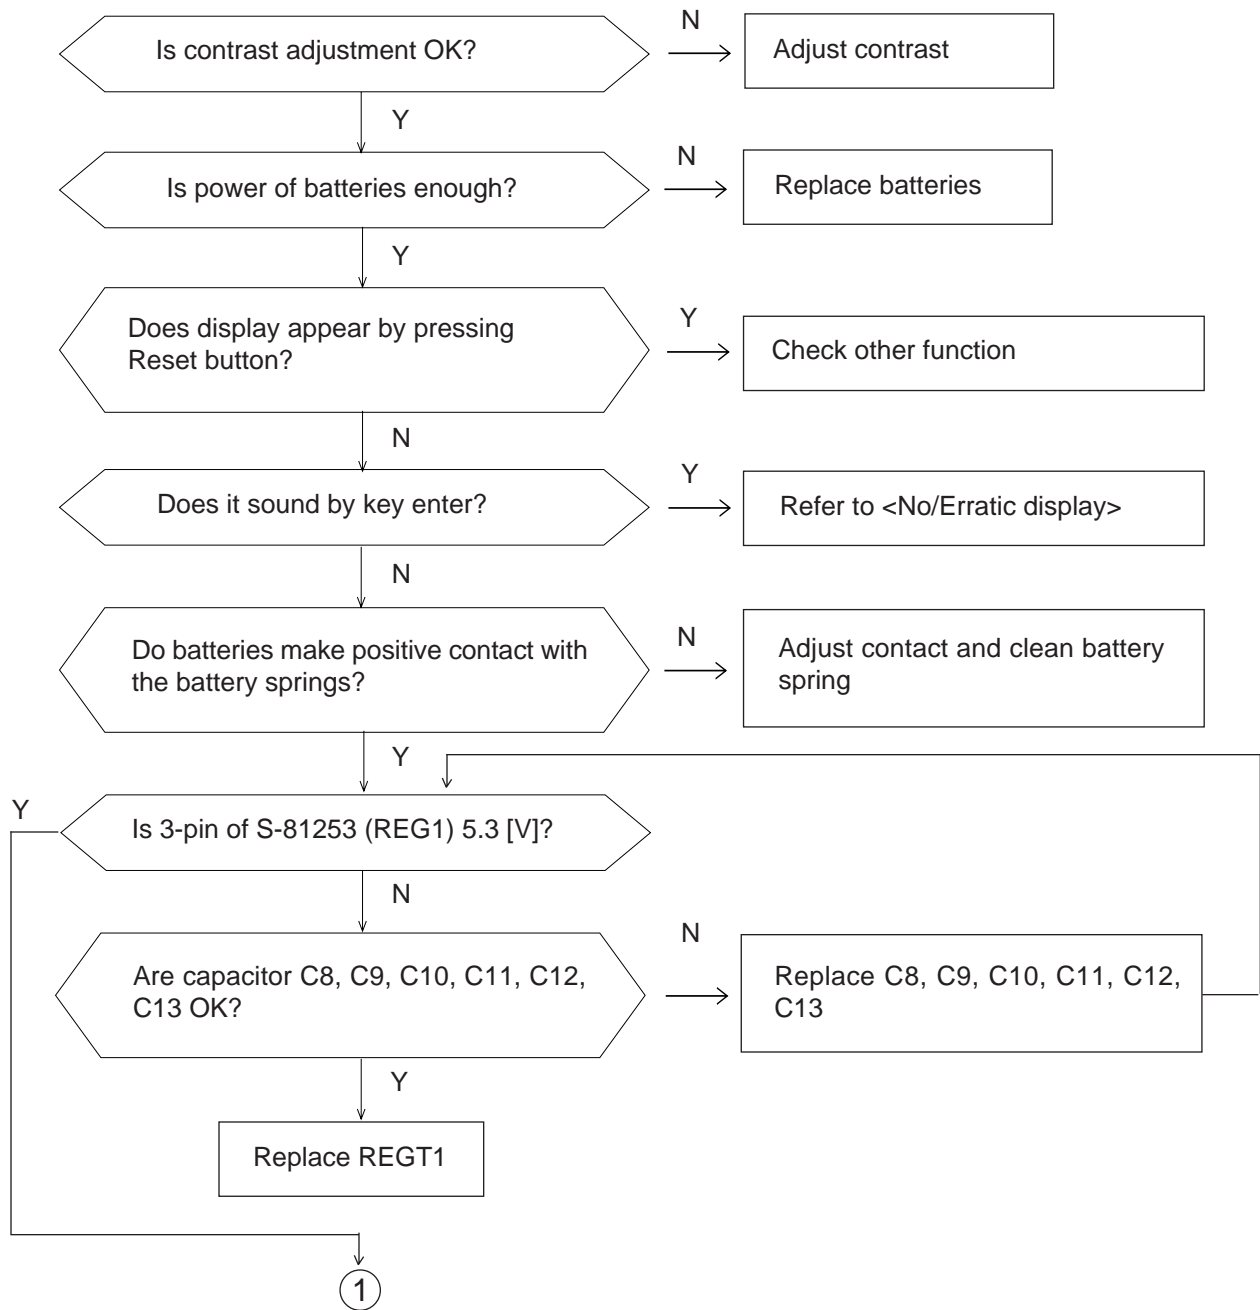 Is contrast adjustment OK?
N
Adjust contrast
Y
Is power of batteries enough?
N
Replace batteries
Y
Does display appear by pressing
Reset button?
Y
Check other function
N
Does it sound by key enter?
Y
Refer to <No/Erratic display>
N
Do batteries make positive contact with
the battery springs?
N
Adjust contact and clean battery
spring
Y
Y
Is 3-pin of S-81253 (REG1) 5.3 [V]?
N
Are capacitor C8, C9, C10, C11, C12,
C13 OK?
N
Replace C8, C9, C10, C11, C12,
C13
Y
Replace REGT1
1